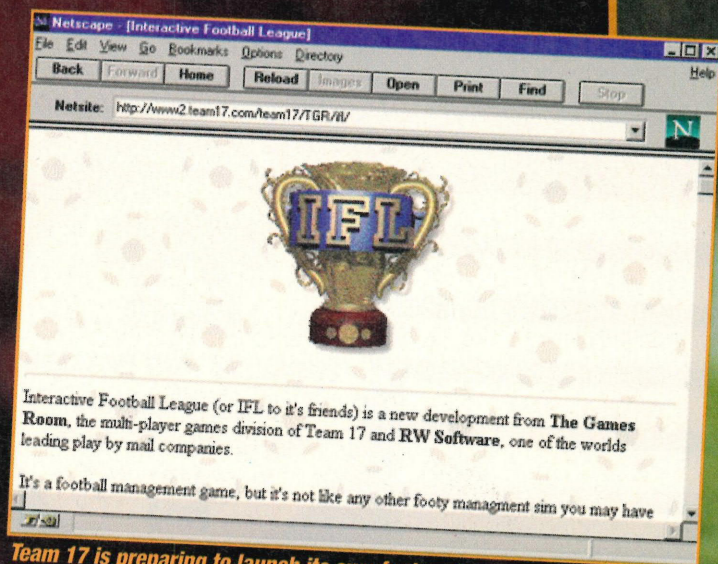 Netscape - [Interactive Football League]
File Edit View Go Bookmarks Options Directory
Help
Back Forward Home Reload Images Open Print Find Stop
Netsite: http://www2.team17.com/team17/TGR/ifl/
N
IFL
Interactive Football League (or IFL to it's friends) is a new development from The Games
Room, the multi-player games division of Team 17 and RW Software, one of the worlds
leading play by mail companies.
It's a football management game, but it's not like any other footy managment sim you may have
Team 17 is preparing to launch its